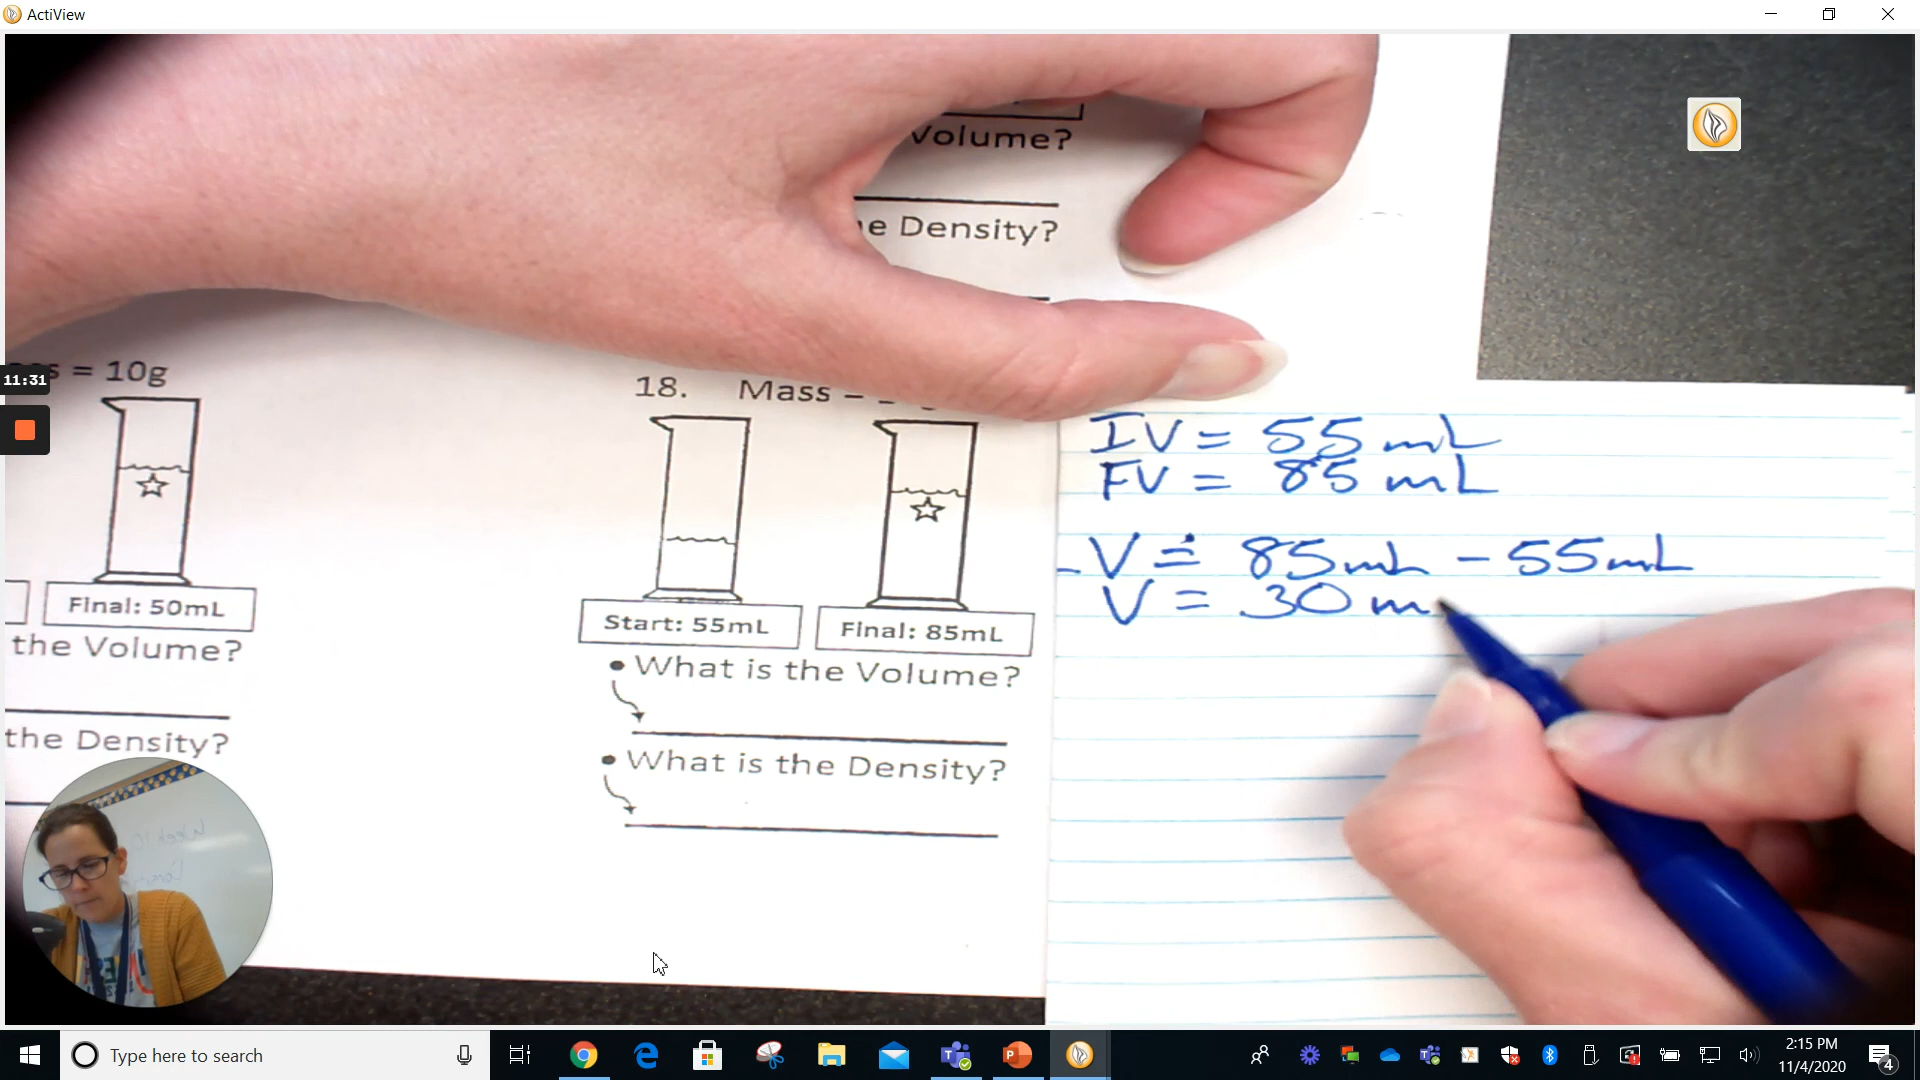 ActiView
Volume?
e Density?
11:31
= 10g
18. Mass =
IV = 55 mL
FV = 85 mL
V = 85mL - 55mL
V = 30 m
Final: 50mL
Start: 55mL
Final: 85mL
the Volume?
• What is the Volume?
the Density?
• What is the Density?
Type here to search
2:15 PM
11/4/2020
4